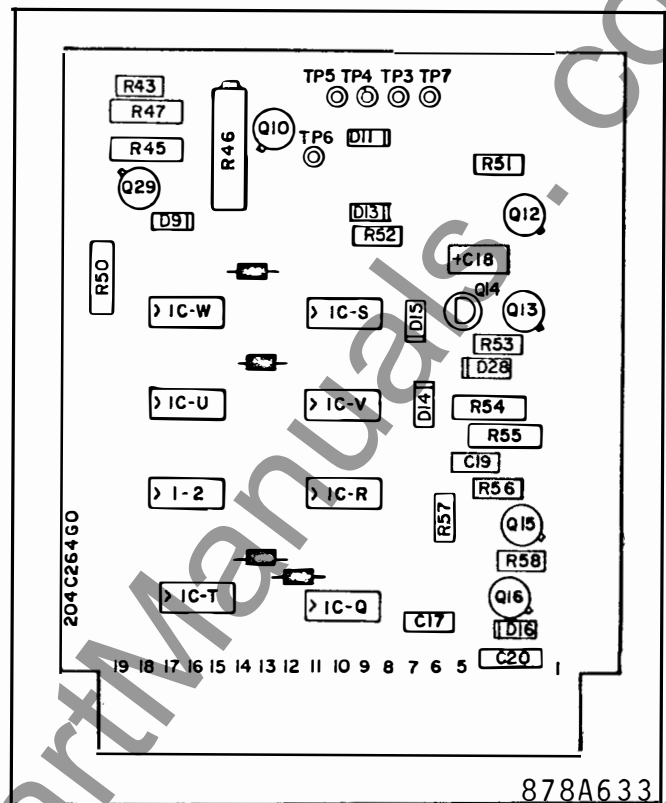 TP5 TP4 TP3 TP7
R43
R47
R45
R46
Q10
TP6
D11
R51
Q29
D9
D13
R52
Q12
R50
+C18
Q14
IC-W
IC-S
D15
Q13
R53
D28
IC-U
IC-V
D14
R54
R55
C19
I-2
IC-R
R56
R57
Q15
R58
204C264G0
IC-T
IC-Q
C17
Q16
D16
C20
19 18 17 16 15 14 13 12 11 10 9 8 7 6 5 1
878A633
artManuals.co